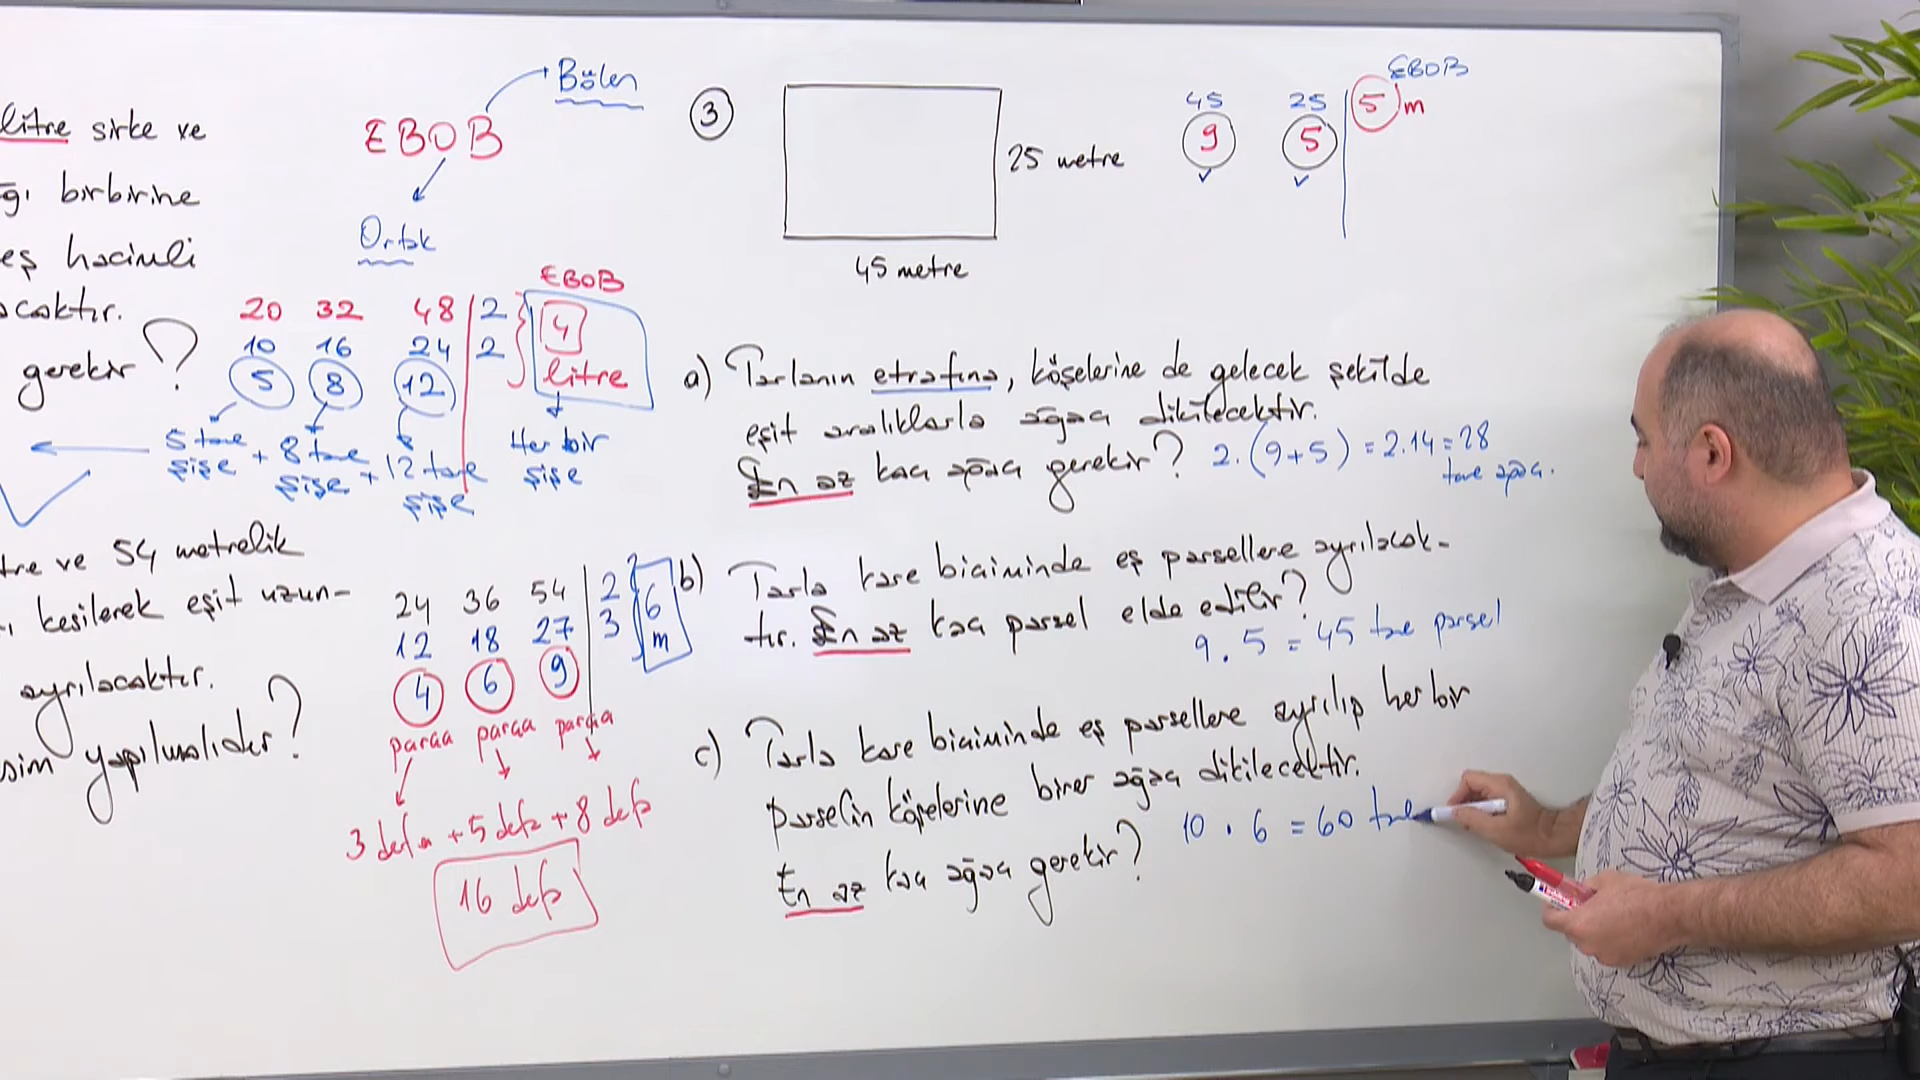 litre sirke ve
ğı birbirine
eş hacimli
caktır.
gerekir?
EBOB
Bölen
Ortak
20 32 48 2
10 16 24 2
5 8 12
EBOB
4
litre
5 tane şişe + 8 tane şişe + 12 tane şişe
Her bir şişe
tre ve 54 metrelik
kesilerek eşit uzun-
ayrılacaktır.
sim yapılmalıdır?
24 36 54 2
12 18 27 3
4 6 9
6 m
parça parça parça
3 defa + 5 defa + 8 defa
16 defa
3
25 metre
45 metre
EBOB
45 25 5 m
9 5
a) Tarlanın etrafına, köşelerine de gelecek şekilde
eşit aralıklarla ağaç dikilecektir.
En az kaç ağaç gerekir? 2.(9+5) = 2.14 = 28
tane ağaç.
b) Tarla kare biçiminde eş parsellere ayrılacak-
tır. En az kaç parsel elde edilir?
9.5 = 45 tane parsel
c) Tarla kare biçiminde eş parsellere ayrılıp her bir
parselin köşelerine birer ağaç dikilecektir.
En az kaç ağaç gerekir? 10.6 = 60 tane